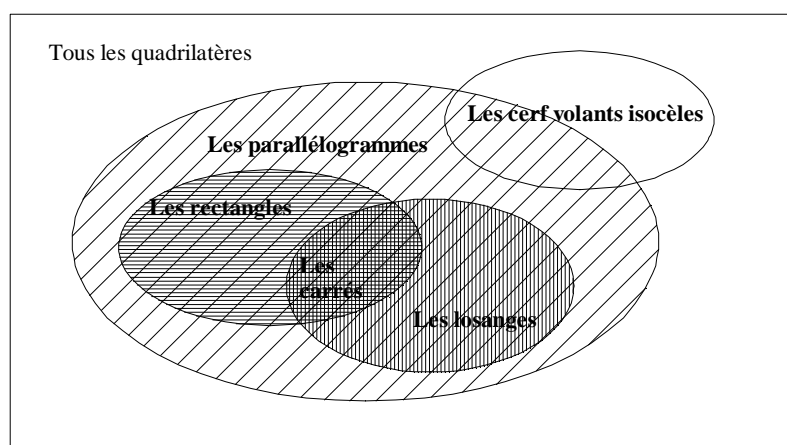 Tous les quadrilatères
Les cerf volants isocèles
Les parallélogrammes
Les rectangles
Les
carrés
Les losanges